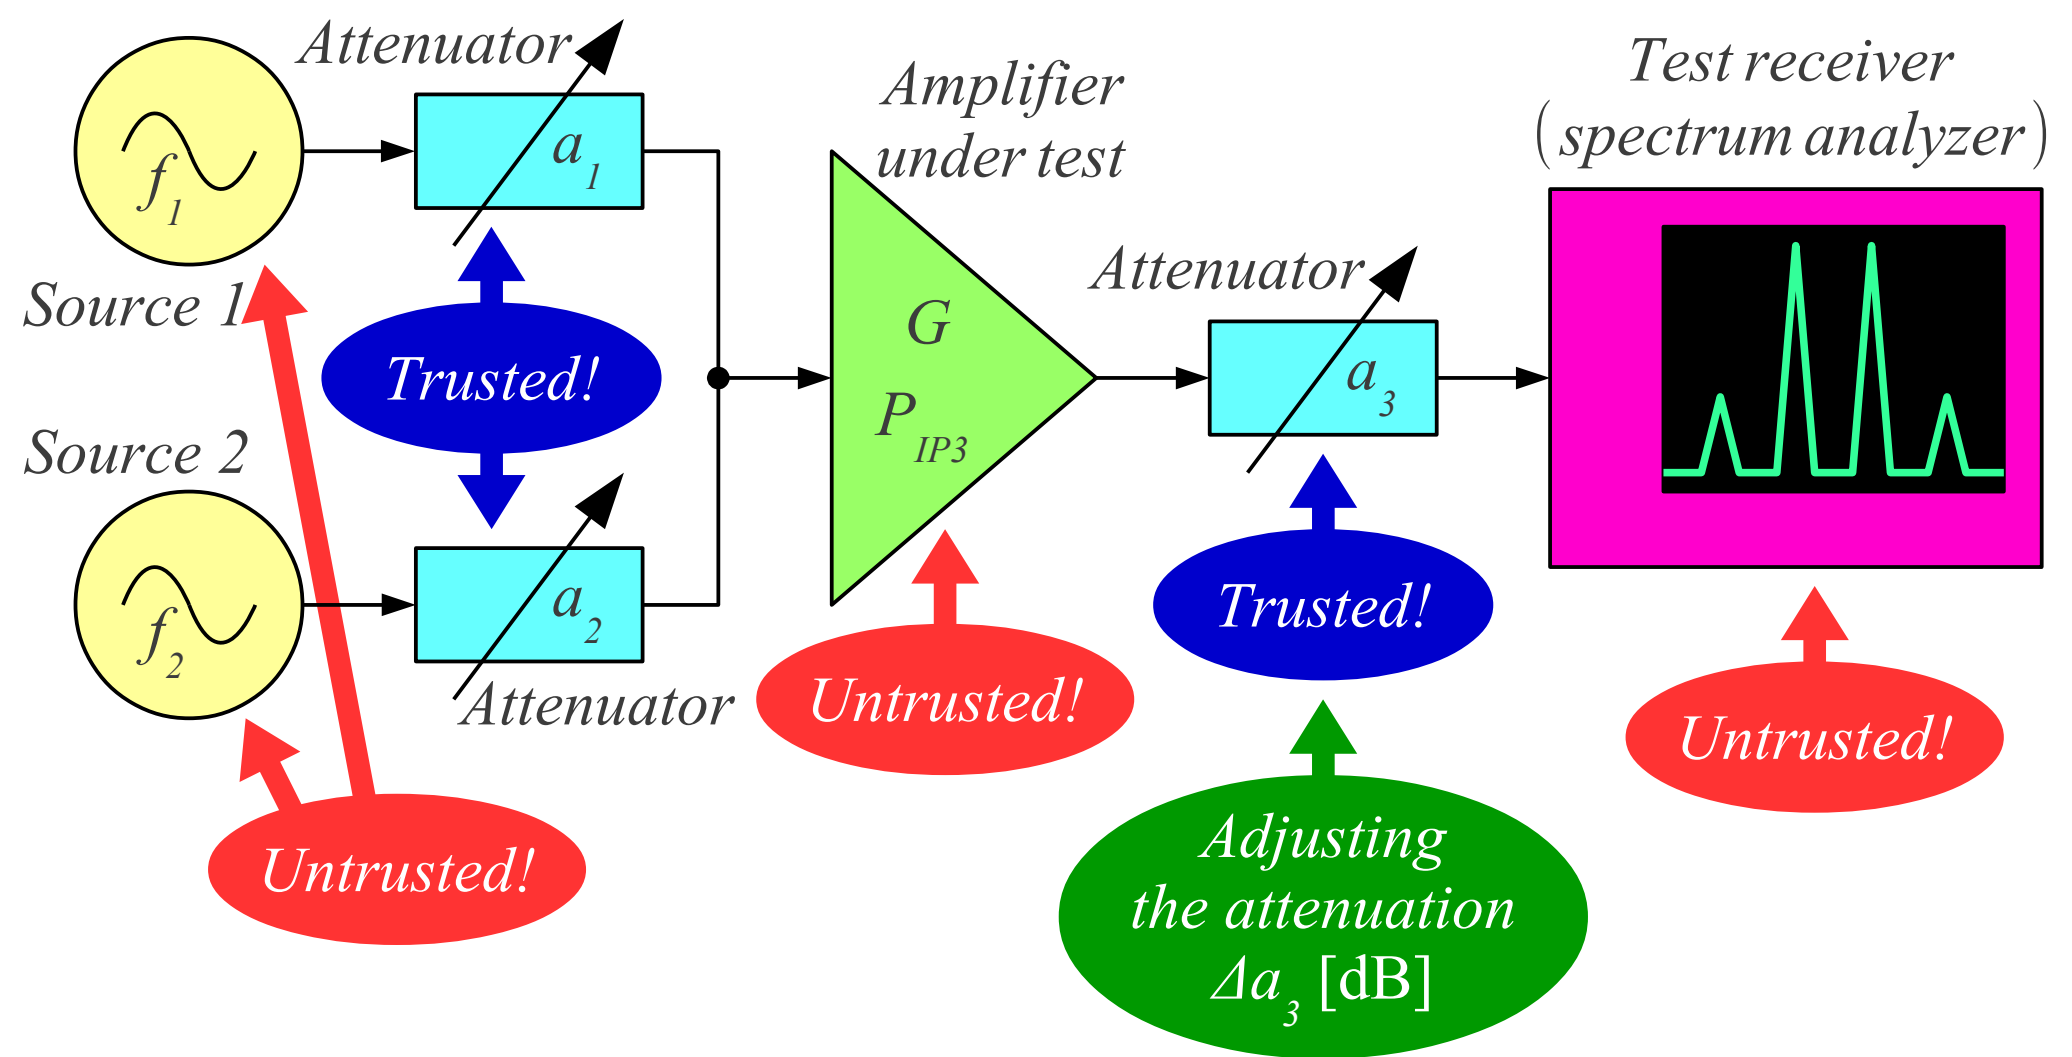 Attenuator
f1
a1
Source 1
Trusted!
Source 2
f2
a2
Attenuator
Untrusted!
Amplifier
under test
G
PIP3
Untrusted!
Attenuator
a3
Trusted!
Adjusting
the attenuation
Δa3 [dB]
Test receiver
(spectrum analyzer)
Untrusted!